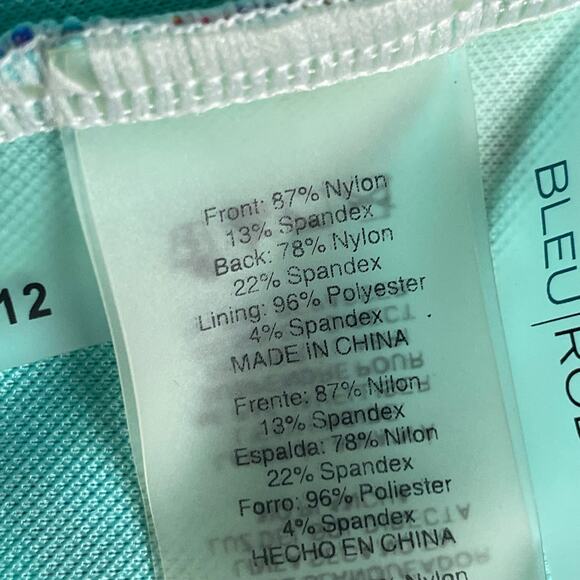 Front: 87% Nylon
13% Spandex
Back: 78% Nylon
22% Spandex
Lining: 96% Polyester
4% Spandex
MADE IN CHINA
Frente: 87% Nilon
13% Spandex
Espalda: 78% Nilon
22% Spandex
Forro: 96% Poliester
4% Spandex
HECHO EN CHINA
12
BLEU|RO